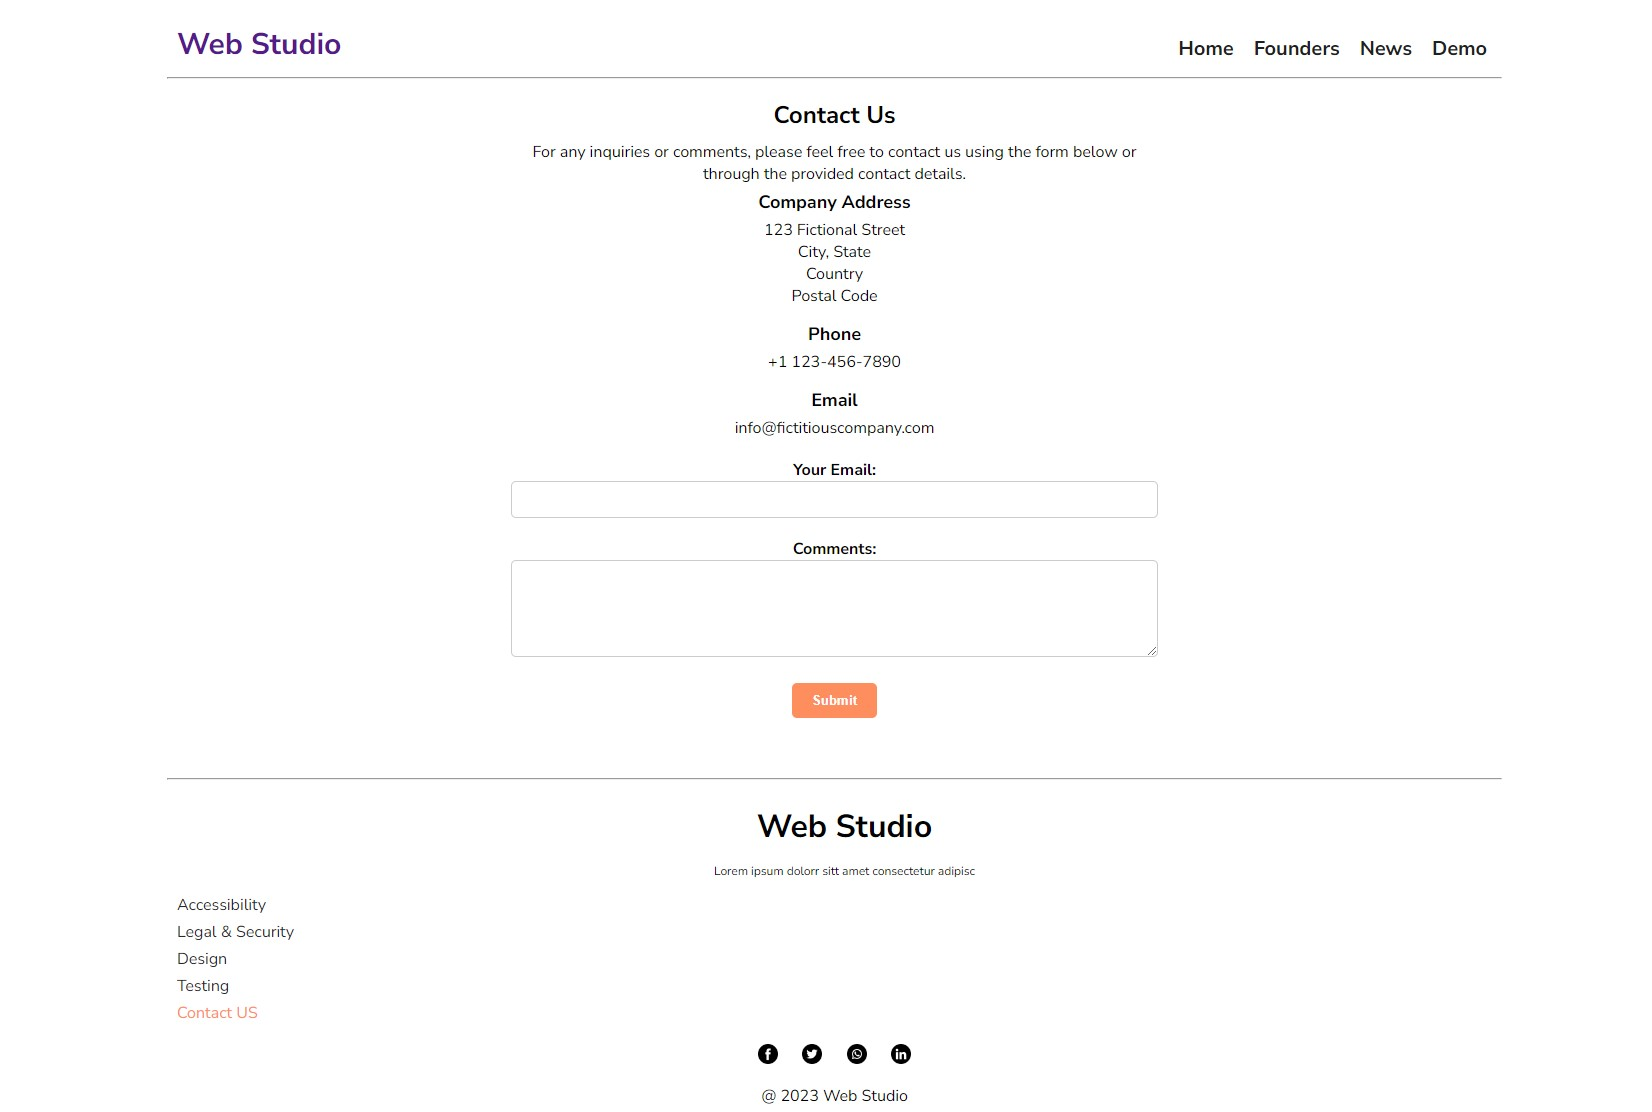 Web Studio
Home Founders News Demo
Contact Us
For any inquiries or comments, please feel free to contact us using the form below or
through the provided contact details.
Company Address
123 Fictional Street
City, State
Country
Postal Code
Phone
+1 123-456-7890
Email
info@fictitiouscompany.com
Your Email:
Comments:
Submit
Web Studio
Lorem ipsum dolorr sitt amet consectetur adipisc
Accessibility
Legal & Security
Design
Testing
Contact US
@ 2023 Web Studio